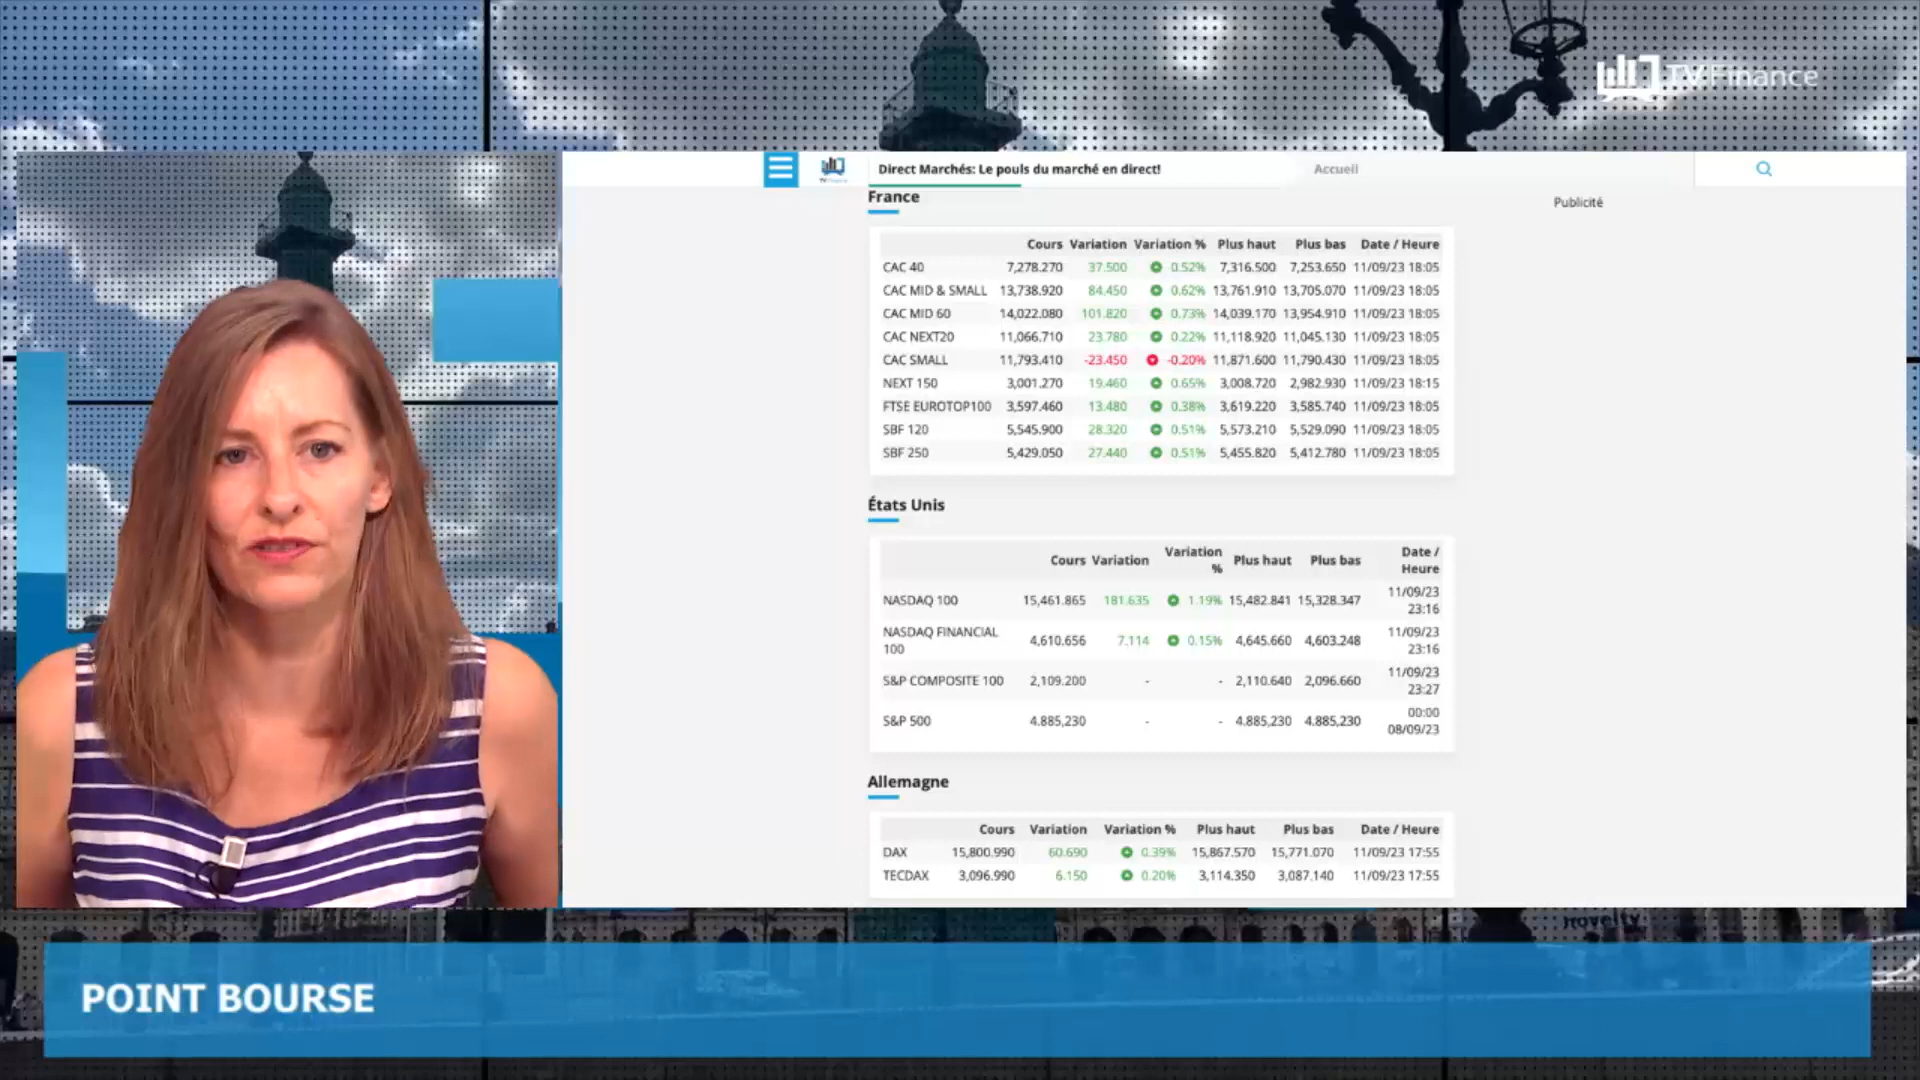 TVFinance
Direct Marchés: Le pouls du marché en direct!
Accueil
TV Finance
Publicité
France
Cours Variation Variation % Plus haut Plus bas Date / Heure
CAC 40 7,278.270 37.500 0.52% 7,316.500 7,253.650 11/09/23 18:05
CAC MID & SMALL 13,738.920 84.450 0.62% 13,761.910 13,705.070 11/09/23 18:05
CAC MID 60 14,022.080 101.820 0.73% 14,039.170 13,954.910 11/09/23 18:05
CAC NEXT20 11,066.710 23.780 0.22% 11,118.920 11,045.130 11/09/23 18:05
CAC SMALL 11,793.410 -23.450 -0.20% 11,871.600 11,790.430 11/09/23 18:05
NEXT 150 3,001.270 19.460 0.65% 3,008.720 2,982.930 11/09/23 18:15
FTSE EUROTOP100 3,597.460 13.480 0.38% 3,619.220 3,585.740 11/09/23 18:05
SBF 120 5,545.900 28.320 0.51% 5,573.210 5,529.090 11/09/23 18:05
SBF 250 5,429.050 27.440 0.51% 5,455.820 5,412.780 11/09/23 18:05
États Unis
Cours Variation Variation % Plus haut Plus bas Date / Heure
NASDAQ 100 15,461.865 181.635 1.19% 15,482.841 15,328.347 11/09/23 23:16
NASDAQ FINANCIAL 100 4,610.656 7.114 0.15% 4,645.660 4,603.248 11/09/23 23:16
S&P COMPOSITE 100 2,109.200 - - 2,110.640 2,096.660 11/09/23 23:27
S&P 500 4.885,230 - - 4.885,230 4.885,230 00:00 08/09/23
Allemagne
Cours Variation Variation % Plus haut Plus bas Date / Heure
DAX 15,800.990 60.690 0.39% 15,867.570 15,771.070 11/09/23 17:55
TECDAX 3,096.990 6.150 0.20% 3,114.350 3,087.140 11/09/23 17:55
POINT BOURSE